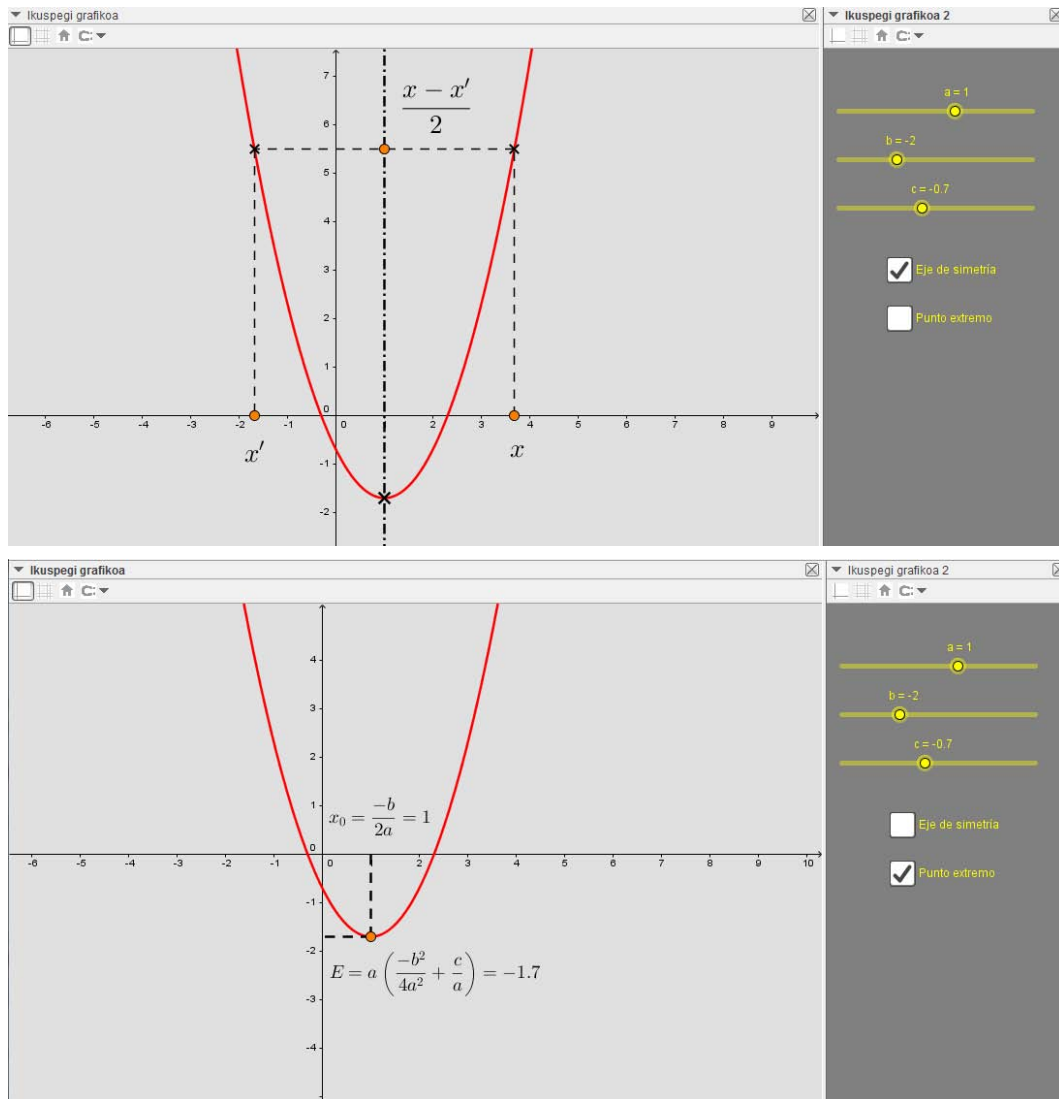 Ikuspegi grafikoa
Ikuspegi grafikoa 2
7
6
5
4
3
2
1
0
-1
-2
-6 -5 -4 -3 -2 -1 0 1 2 3 4 5 6 7 8 9
x − x′
2
x′
x
a = 1
b = -2
c = -0.7
Eje de simetría
Punto extremo
Ikuspegi grafikoa
Ikuspegi grafikoa 2
4
3
2
1
0
-1
-2
-3
-4
-6 -5 -4 -3 -2 -1 0 1 2 3 4 5 6 7 8 9 10
x₀ = −b/2a = 1
E = a (−b²/4a² + c/a) = −1.7
a = 1
b = -2
c = -0.7
Eje de simetría
Punto extremo